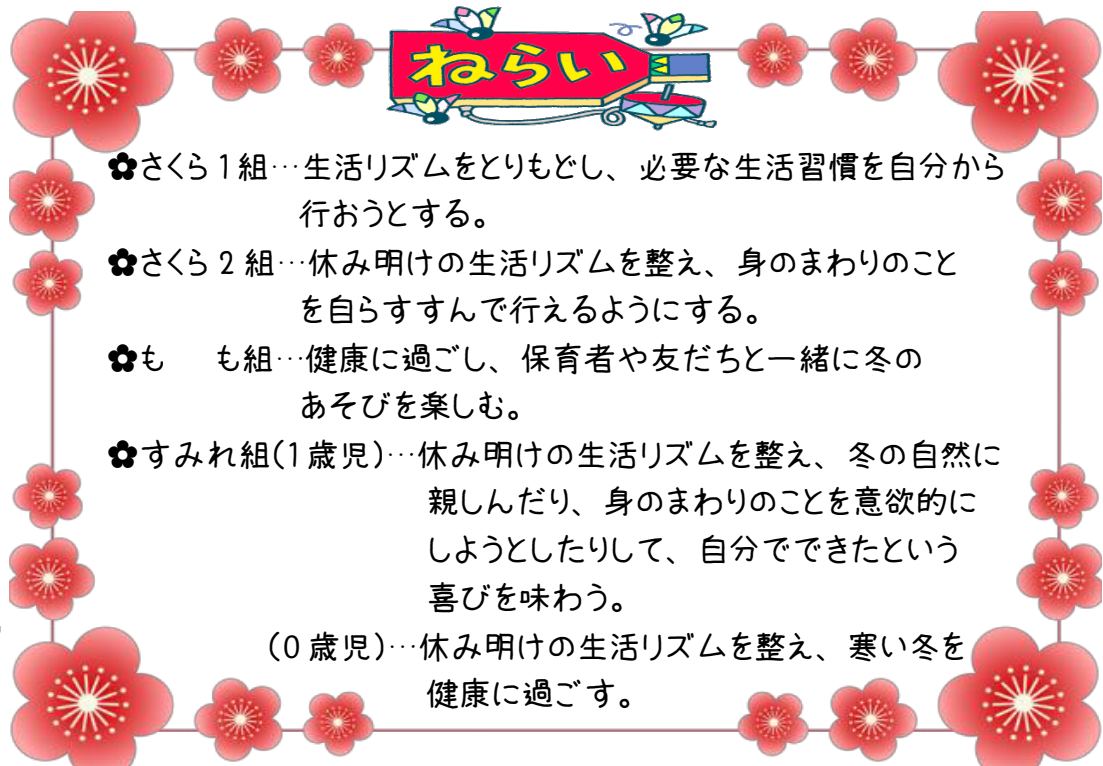 ねらい
✿さくら1組…生活リズムをとりもどし、必要な生活習慣を自分から
行おうとする。
✿さくら2組…休み明けの生活リズムを整え、身のまわりのこと
を自らすすんで行えるようにする。
✿も　も組…健康に過ごし、保育者や友だちと一緒に冬の
あそびを楽しむ。
✿すみれ組(1歳児)…休み明けの生活リズムを整え、冬の自然に
親しんだり、身のまわりのことを意欲的に
しようとしたりして、自分でできたという
喜びを味わう。
(0歳児)…休み明けの生活リズムを整え、寒い冬を
健康に過ごす。